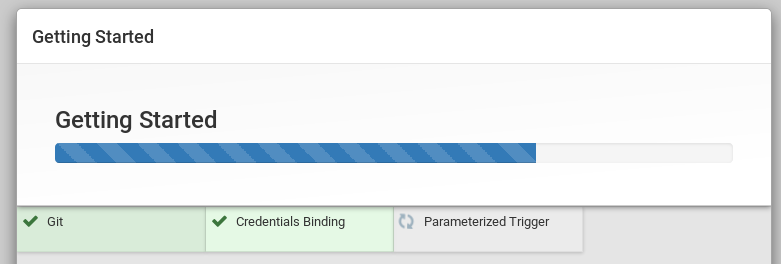 Getting Started
Getting Started
Git
Credentials Binding
Parameterized Trigger